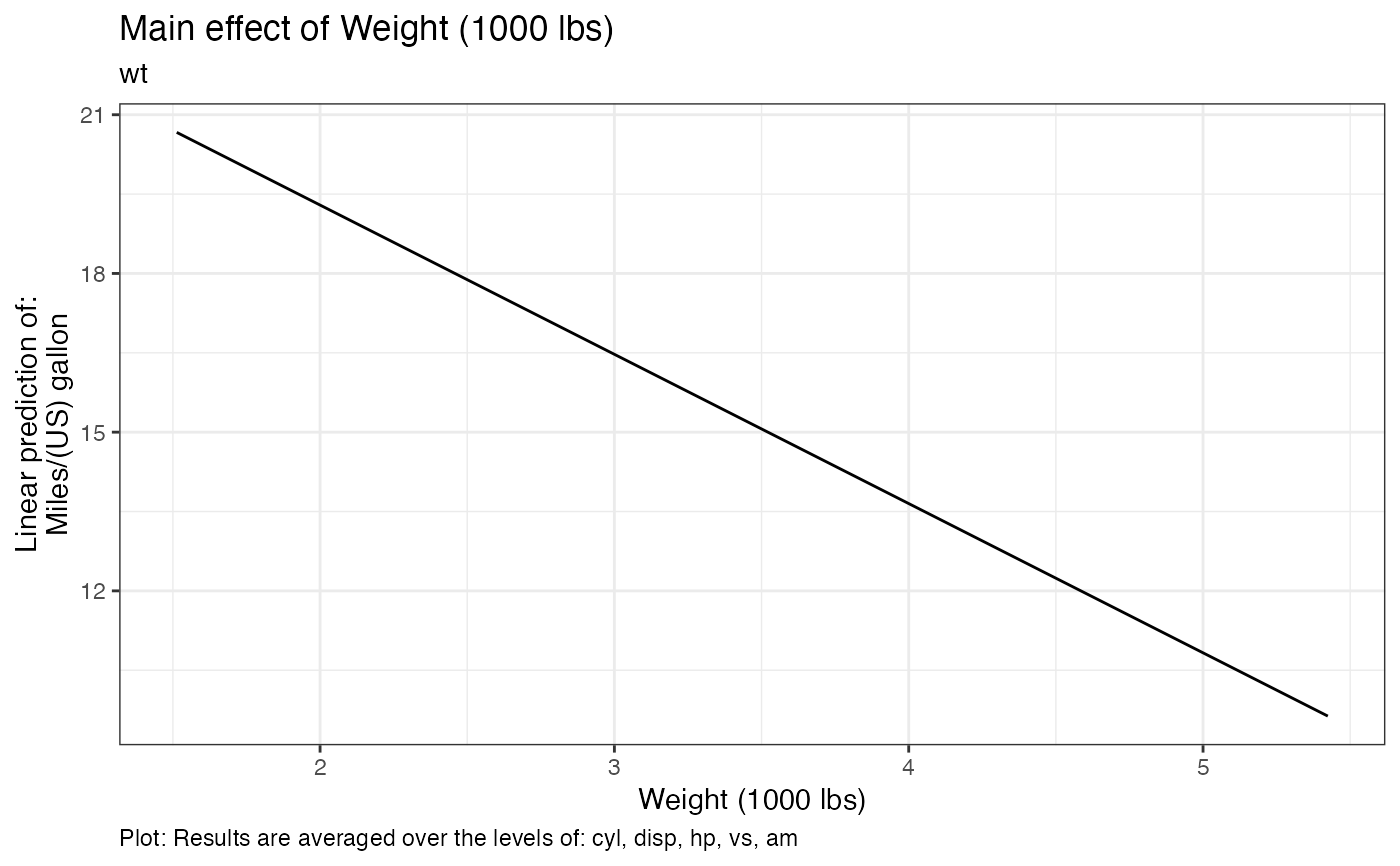 Main effect of Weight (1000 lbs)
wt
Linear prediction of:
Miles/(US) gallon
21
18
15
12
2
3
4
5
Weight (1000 lbs)
Plot: Results are averaged over the levels of: cyl, disp, hp, vs, am